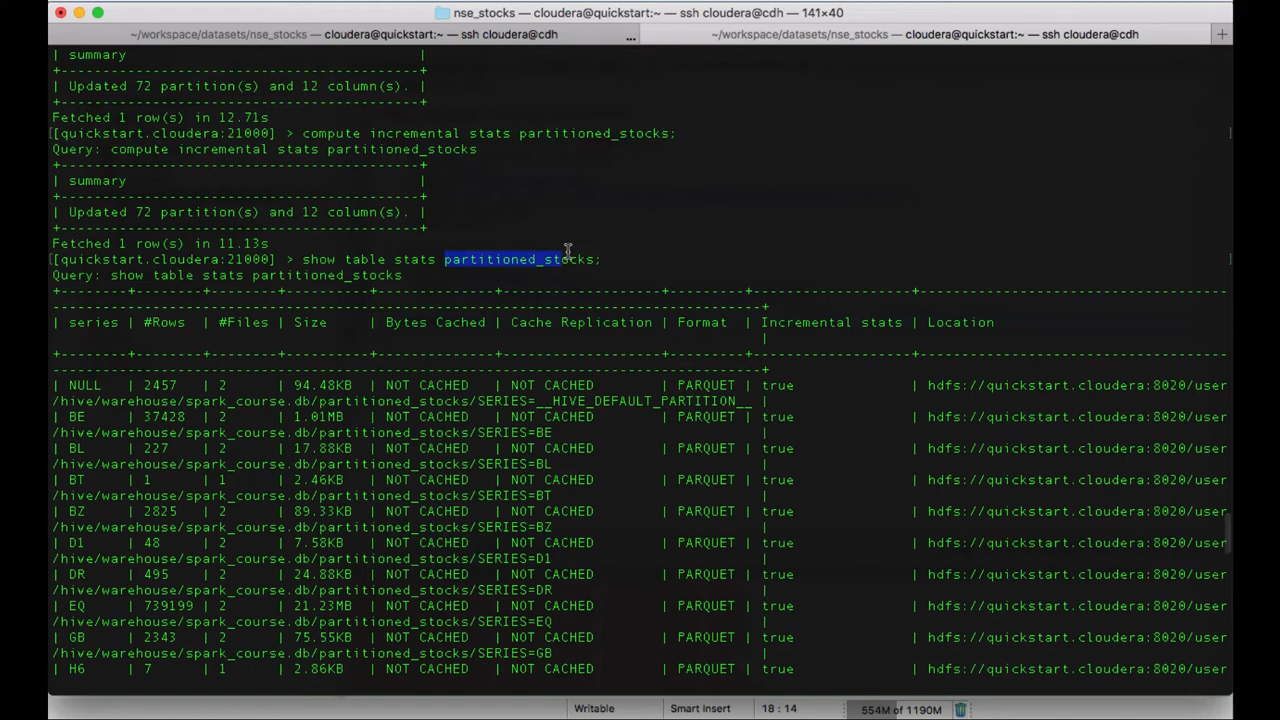 nse_stocks — cloudera@quickstart:~ — ssh cloudera@cdh — 141×40
~/workspace/datasets/nse_stocks — cloudera@quickstart:~ — ssh cloudera@cdh ... ~/workspace/datasets/nse_stocks — cloudera@quickstart:~ — ssh cloudera@cdh +
| summary |
+------------------------------------------+
| Updated 72 partition(s) and 12 column(s). |
+------------------------------------------+
Fetched 1 row(s) in 12.71s
[quickstart.cloudera:21000] > compute incremental stats partitioned_stocks;
Query: compute incremental stats partitioned_stocks
+------------------------------------------+
| summary |
+------------------------------------------+
| Updated 72 partition(s) and 12 column(s). |
+------------------------------------------+
Fetched 1 row(s) in 11.13s
[quickstart.cloudera:21000] > show table stats partitioned_stocks;
Query: show table stats partitioned_stocks
+--------+--------+--------+----------+--------------+-------------------+---------+-------------------+-------------------------------------
--------------------------------------------------------------------------------------+
| series | #Rows | #Files | Size | Bytes Cached | Cache Replication | Format | Incremental stats | Location
|
+--------+--------+--------+----------+--------------+-------------------+---------+-------------------+-------------------------------------
--------------------------------------------------------------------------------------+
| NULL | 2457 | 2 | 94.48KB | NOT CACHED | NOT CACHED | PARQUET | true | hdfs://quickstart.cloudera:8020/user
/hive/warehouse/spark_course.db/partitioned_stocks/SERIES=__HIVE_DEFAULT_PARTITION__ |
| BE | 37428 | 2 | 1.01MB | NOT CACHED | NOT CACHED | PARQUET | true | hdfs://quickstart.cloudera:8020/user
/hive/warehouse/spark_course.db/partitioned_stocks/SERIES=BE |
| BL | 227 | 2 | 17.88KB | NOT CACHED | NOT CACHED | PARQUET | true | hdfs://quickstart.cloudera:8020/user
/hive/warehouse/spark_course.db/partitioned_stocks/SERIES=BL |
| BT | 1 | 1 | 2.46KB | NOT CACHED | NOT CACHED | PARQUET | true | hdfs://quickstart.cloudera:8020/user
/hive/warehouse/spark_course.db/partitioned_stocks/SERIES=BT |
| BZ | 2825 | 2 | 89.33KB | NOT CACHED | NOT CACHED | PARQUET | true | hdfs://quickstart.cloudera:8020/user
/hive/warehouse/spark_course.db/partitioned_stocks/SERIES=BZ |
| D1 | 48 | 2 | 7.58KB | NOT CACHED | NOT CACHED | PARQUET | true | hdfs://quickstart.cloudera:8020/user
/hive/warehouse/spark_course.db/partitioned_stocks/SERIES=D1 |
| DR | 495 | 2 | 24.88KB | NOT CACHED | NOT CACHED | PARQUET | true | hdfs://quickstart.cloudera:8020/user
/hive/warehouse/spark_course.db/partitioned_stocks/SERIES=DR |
| EQ | 739199 | 2 | 21.23MB | NOT CACHED | NOT CACHED | PARQUET | true | hdfs://quickstart.cloudera:8020/user
/hive/warehouse/spark_course.db/partitioned_stocks/SERIES=EQ |
| GB | 2343 | 2 | 75.55KB | NOT CACHED | NOT CACHED | PARQUET | true | hdfs://quickstart.cloudera:8020/user
/hive/warehouse/spark_course.db/partitioned_stocks/SERIES=GB |
| H6 | 7 | 1 | 2.86KB | NOT CACHED | NOT CACHED | PARQUET | true | hdfs://quickstart.cloudera:8020/user
Writable Smart Insert 18 : 14 554M of 1190M